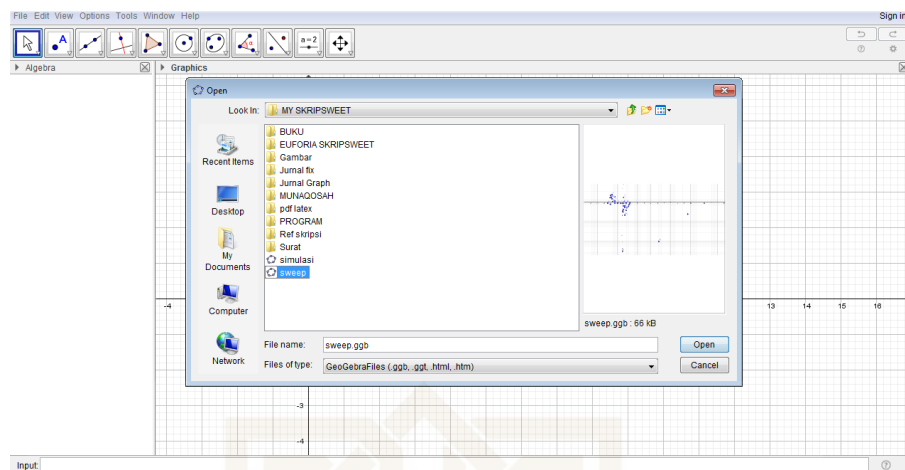 File Edit View Options Tools Window Help Sign in
A a = 2
Algebra Graphics
Open
Look In: MY SKRIPSWEET
Recent Items
Desktop
My Documents
Computer
Network
BUKU
EUFORIA SKRIPSWEET
Gambar
Jurnal fix
Jurnal Graph
MUNAQOSAH
pdf latex
PROGRAM
Ref skripsi
Surat
simulasi
sweep
sweep.ggb : 66 kB
File name: sweep.ggb Open
Files of type: GeoGebraFiles (.ggb, .ggt, .html, .htm) Cancel
-4 13 14 15 16
-3
-4
Input: